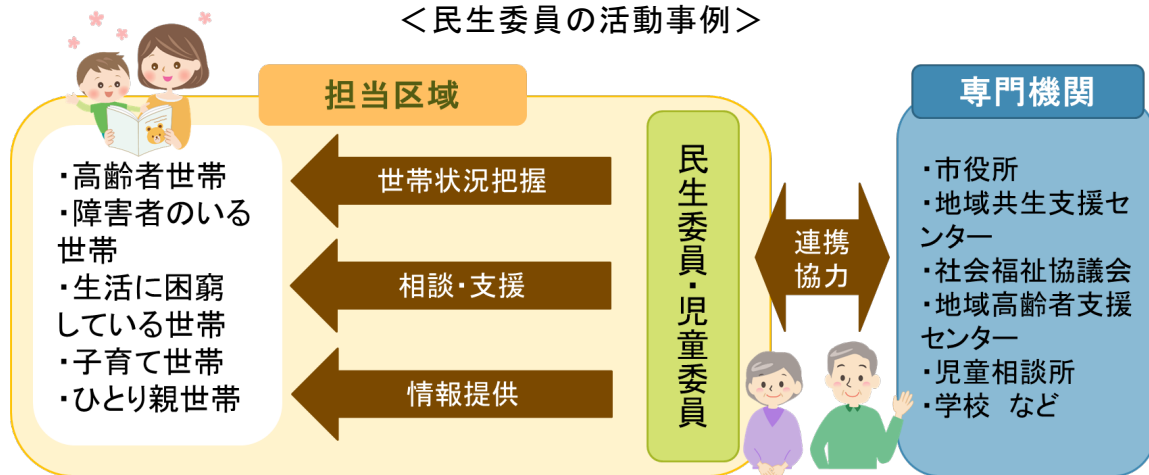 ＜民生委員の活動事例＞
担当区域
・高齢者世帯
・障害者のいる
世帯
・生活に困窮
している世帯
・子育て世帯
・ひとり親世帯
世帯状況把握
相談・支援
情報提供
民生委員・児童委員
連携
協力
専門機関
・市役所
・地域共生支援セ
ンター
・社会福祉協議会
・地域高齢者支援
センター
・児童相談所
・学校　など